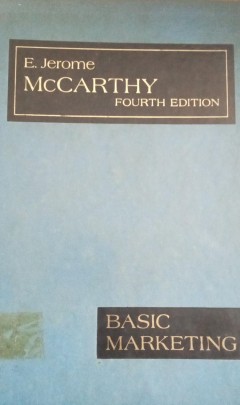 E. Jerome
McCARTHY
FOURTH EDITION
BASIC
MARKETING